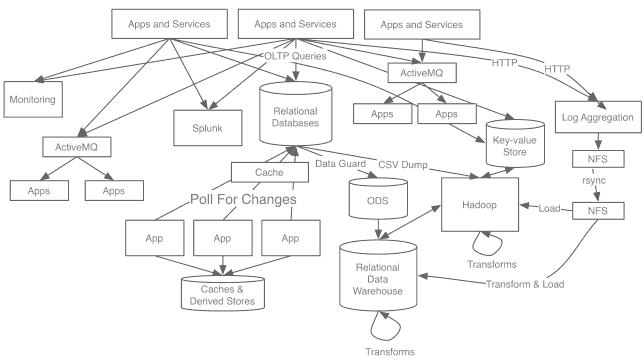 Apps and Services
Apps and Services
Apps and Services
OLTP Queries
HTTP
HTTP
ActiveMQ
Monitoring
Splunk
Relational
Databases
Apps
Apps
Log Aggregation
ActiveMQ
Key-value
Store
NFS
Cache
Data Guard
CSV Dump
rsync
Apps
Apps
Poll For Changes
ODS
Hadoop
Load
NFS
App
App
App
Transforms
Caches &
Derived Stores
Relational
Data
Warehouse
Transform & Load
Transforms